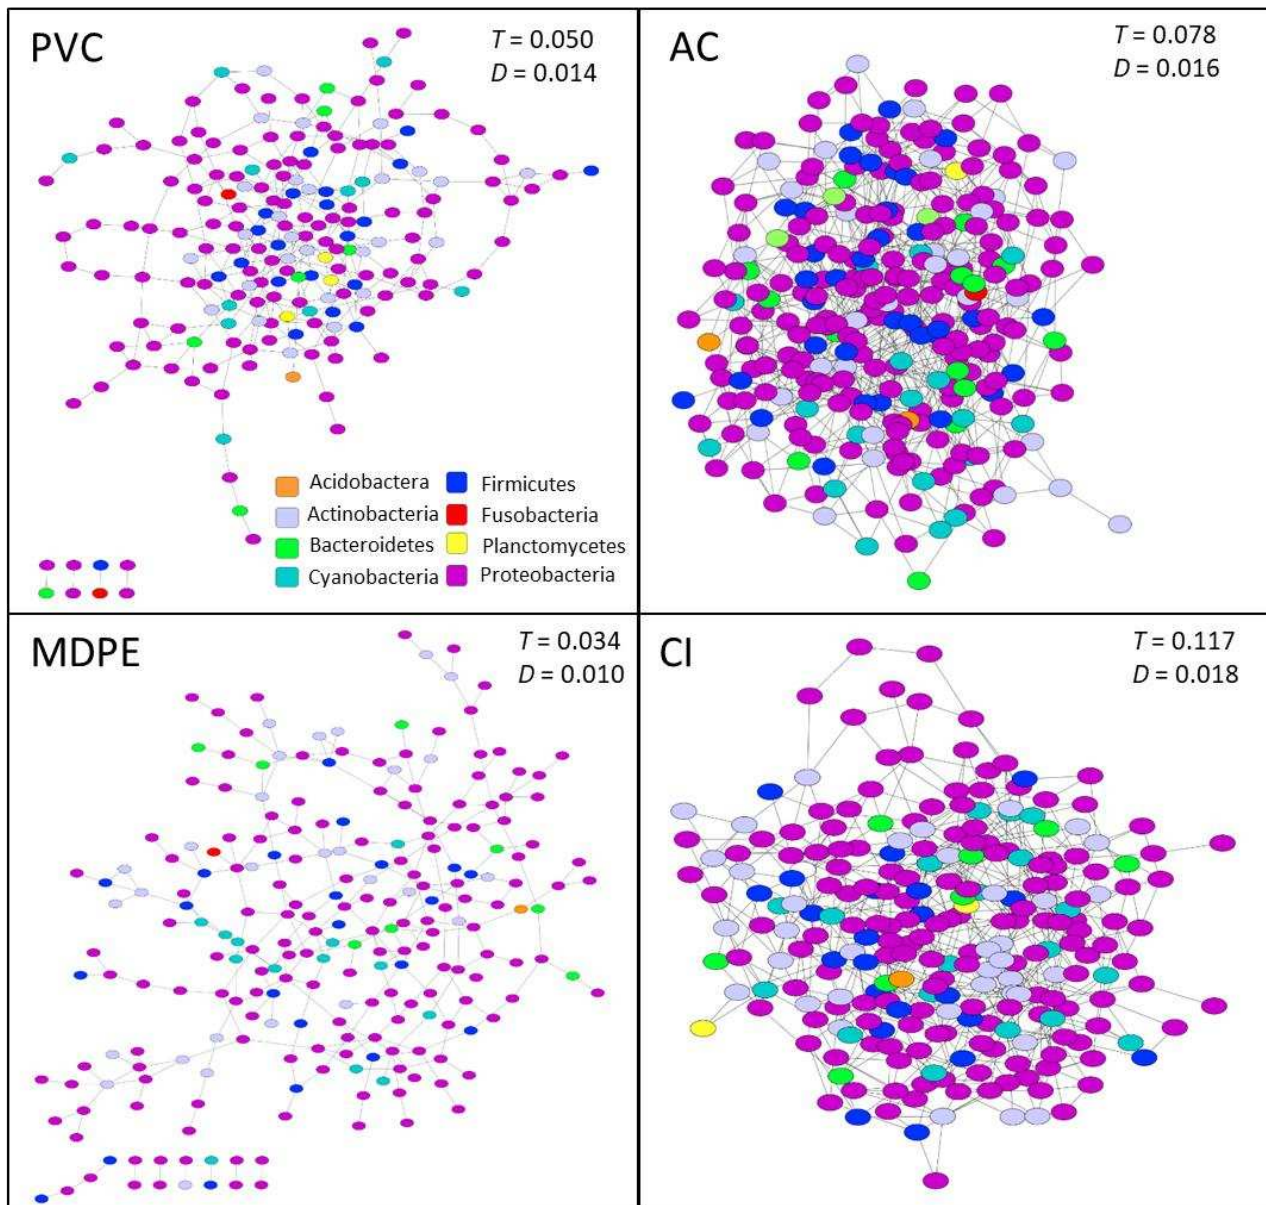 PVC
T = 0.050
D = 0.014
AC
T = 0.078
D = 0.016
Acidobactera
Actinobacteria
Bacteroidetes
Cyanobacteria
Firmicutes
Fusobacteria
Planctomycetes
Proteobacteria
MDPE
T = 0.034
D = 0.010
CI
T = 0.117
D = 0.018